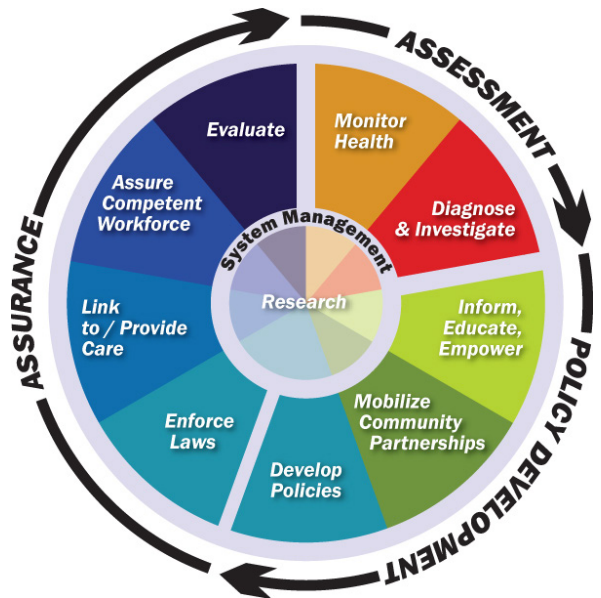 ASSESSMENT
Monitor
Health
Diagnose
& Investigate
POLICY DEVELOPMENT
Inform,
Educate,
Empower
Mobilize
Community
Partnerships
Develop
Policies
ASSURANCE
Enforce
Laws
Link
to / Provide
Care
Assure
Competent
Workforce
Evaluate
System Management
Research